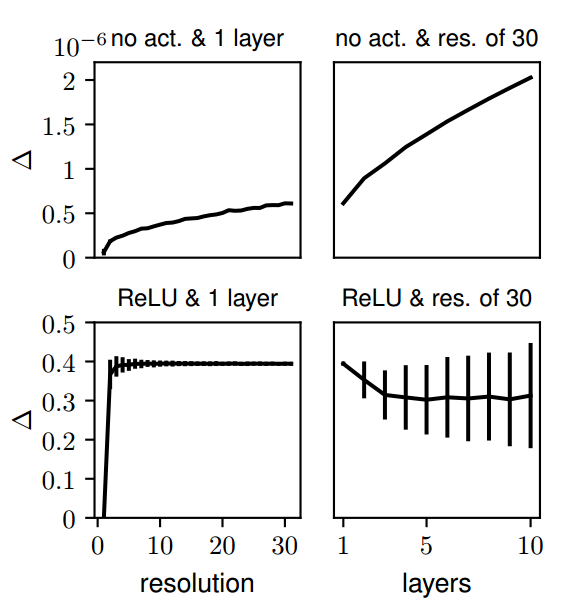 10⁻⁶ no act. & 1 layer
no act. & res. of 30
Δ
2
1.5
1
0.5
0
ReLU & 1 layer
ReLU & res. of 30
Δ
0.5
0.4
0.3
0.2
0.1
0
0 10 20 30
1 5 10
resolution
layers